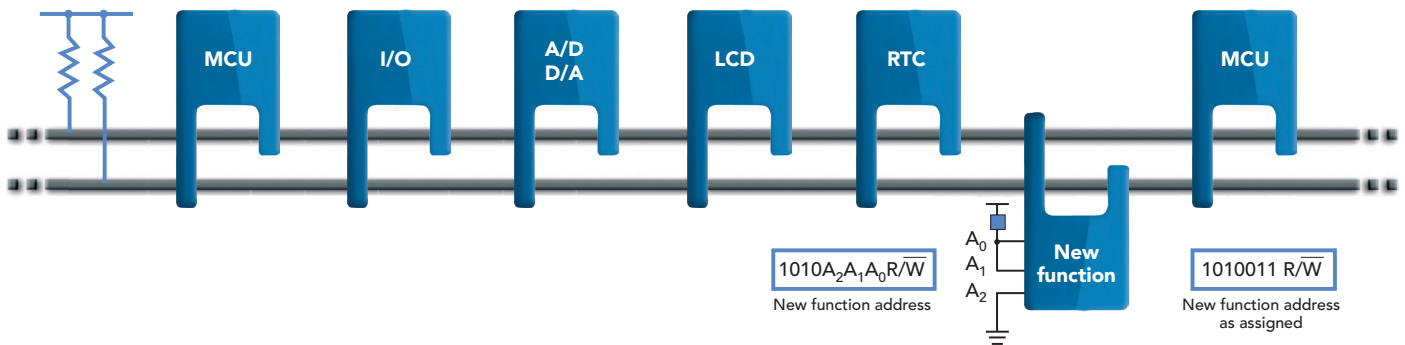 MCU
I/O
A/D
D/A
LCD
RTC
MCU
A₀
A₁
A₂
New
function
1010A₂A₁A₀R/W̅
New function address
1010011 R/W̅
New function address
as assigned